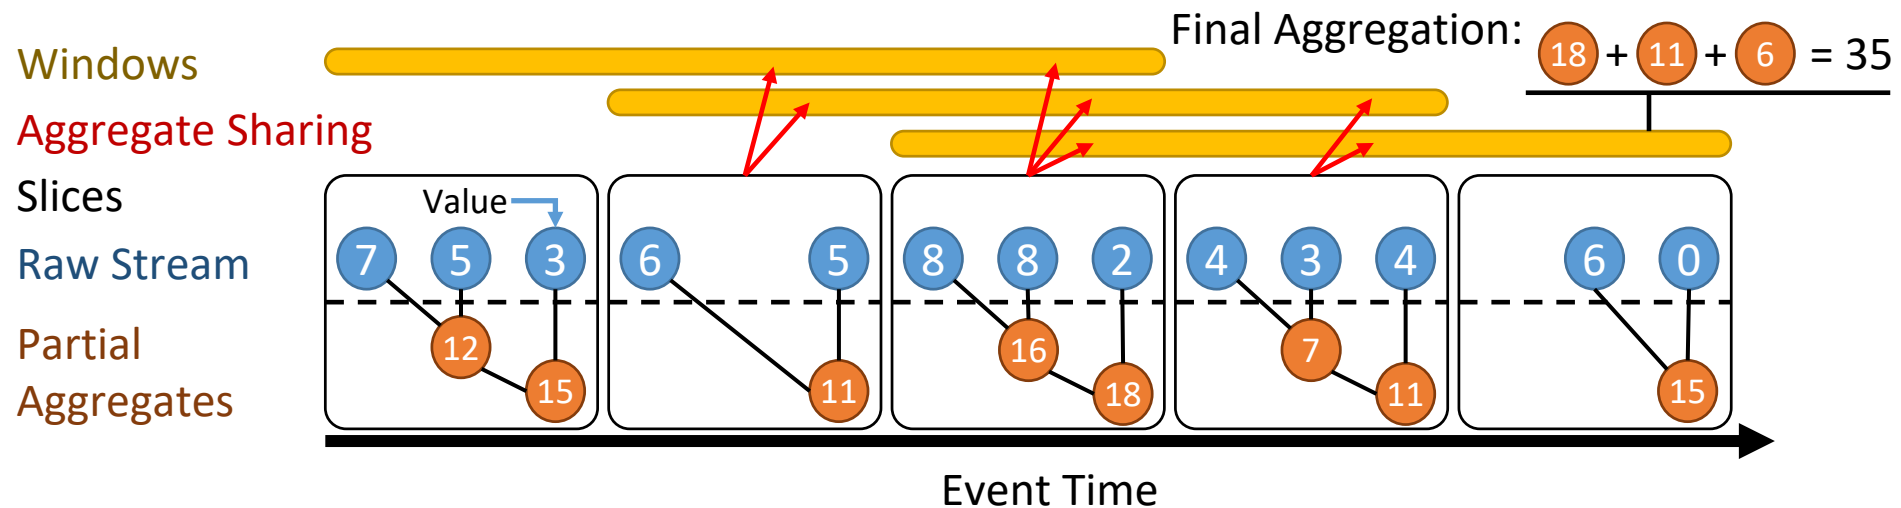 Final Aggregation: 18 + 11 + 6 = 35
Windows
Aggregate Sharing
Slices
Value
Raw Stream
7 5 3 6 5 8 8 2 4 3 4 6 0
Partial
12 16 7
Aggregates
15 11 18 11 15
Event Time